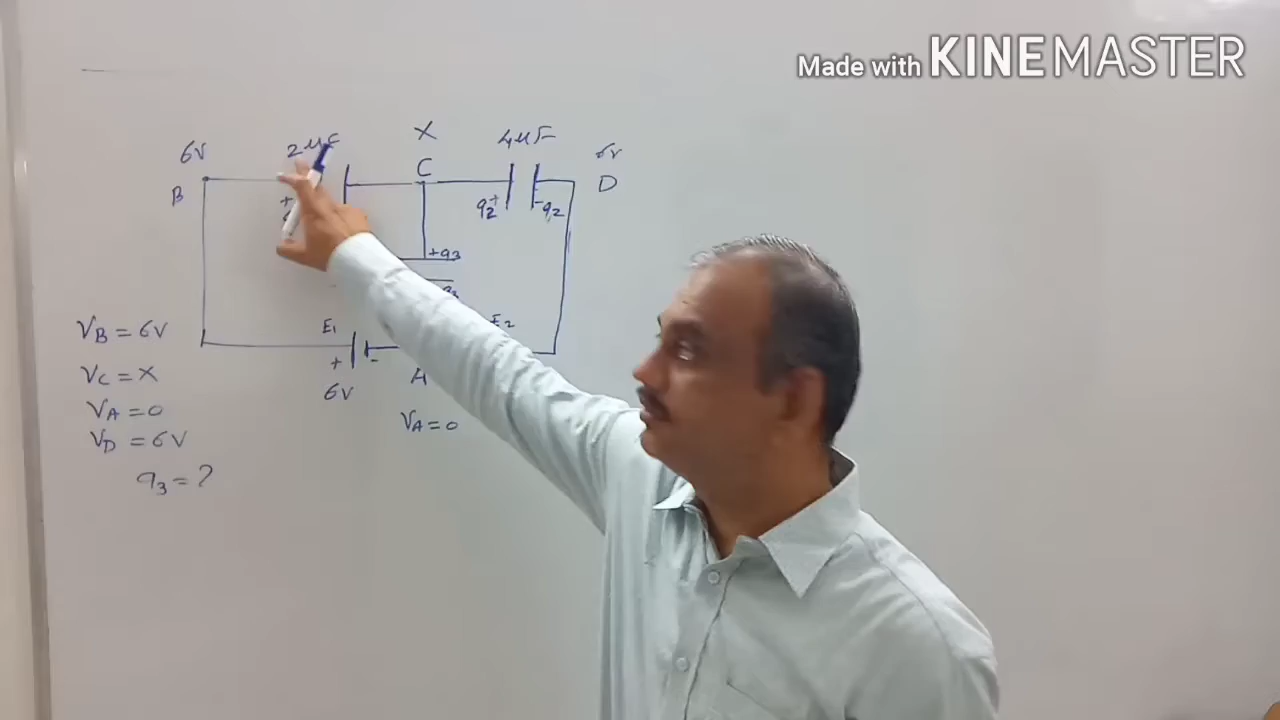 Made with KINEMASTER
6V
2μF
X
4μF
6V
B
C
D
+
q2+
-q2
+q3
q3
E1
E2
+
-
6V
A
VA=0
VB=6V
VC=X
VA=0
VD=6V
q3=?